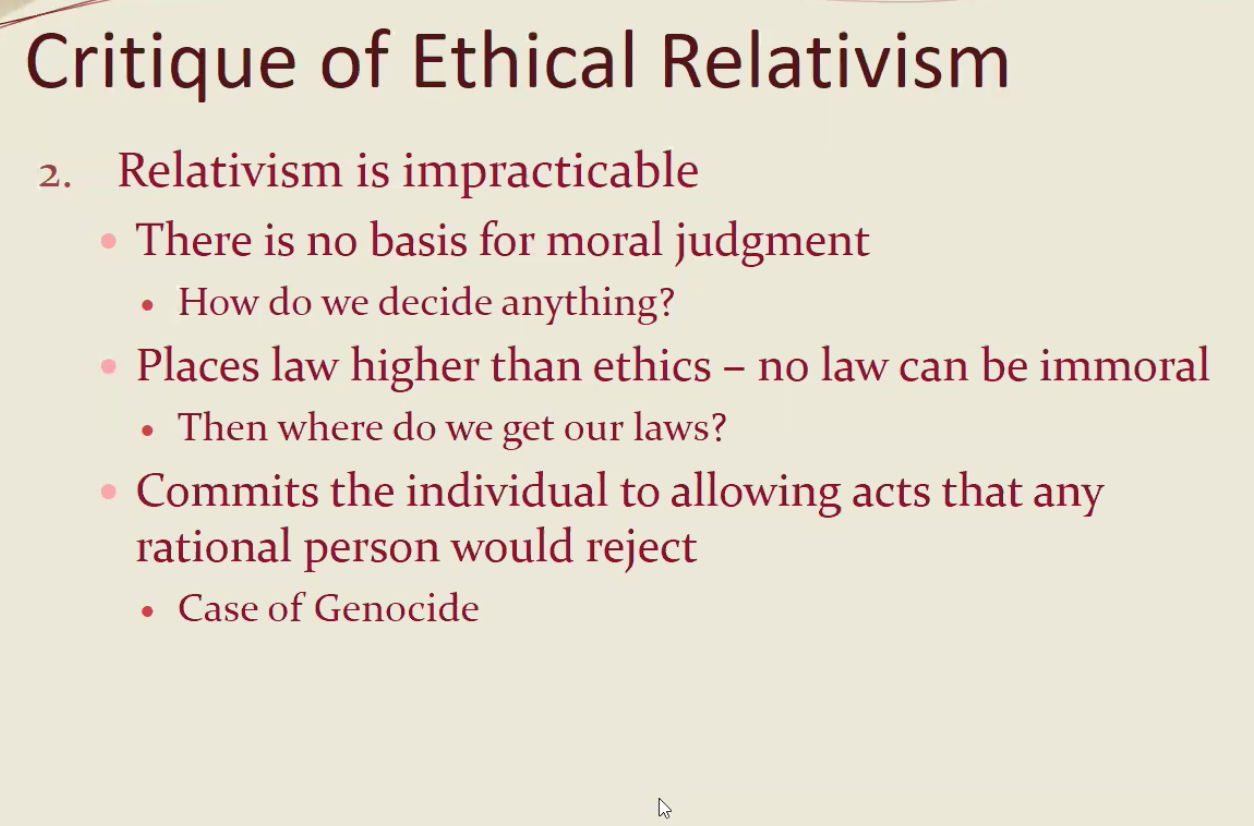 Critique of Ethical Relativism
2. Relativism is impracticable
• There is no basis for moral judgment
• How do we decide anything?
• Places law higher than ethics – no law can be immoral
• Then where do we get our laws?
• Commits the individual to allowing acts that any
rational person would reject
• Case of Genocide